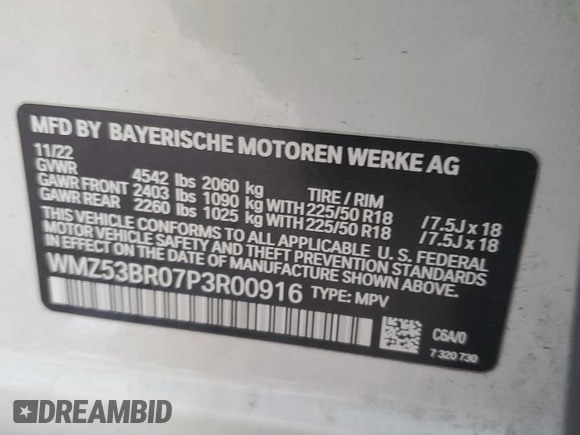 MFD BY BAYERISCHE MOTOREN WERKE AG
11/22
GVWR 4542 lbs 2060 kg TIRE / RIM
GAWR FRONT 2403 lbs 1090 kg WITH 225/50 R18 /7.5J x 18
GAWR REAR 2260 lbs 1025 kg WITH 225/50 R18 /7.5J x 18
THIS VEHICLE CONFORMS TO ALL APPLICABLE U.S. FEDERAL
MOTOR VEHICLE SAFETY AND THEFT PREVENTION STANDARDS
IN EFFECT ON THE DATE OF MANUFACTURE SHOWN ABOVE.
WMZ53BR07P3R00916 TYPE: MPV
C6A/0
7 320 730
DREAMBID